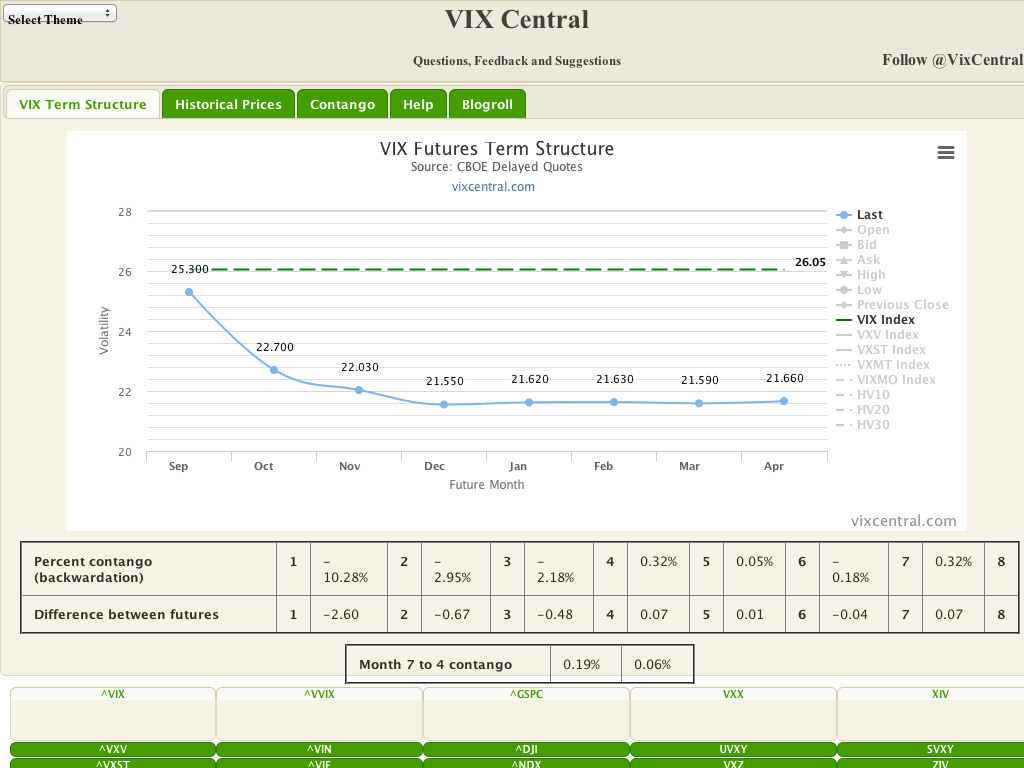 Select Theme
VIX Central
Questions, Feedback and Suggestions
Follow @VixCentral
VIX Term Structure
Historical Prices
Contango
Help
Blogroll
VIX Futures Term Structure
Source: CBOE Delayed Quotes
vixcentral.com
28
26
24
22
20
Volatility
25.300
22.700
22.030
21.550
21.620
21.630
21.590
21.660
26.05
Sep Oct Nov Dec Jan Feb Mar Apr
Future Month
Last
Open
Bid
Ask
High
Low
Previous Close
VIX Index
VXV Index
VXST Index
VXMT Index
VIXMO Index
HV10
HV20
HV30
vixcentral.com
Percent contango
(backwardation)
1
−
10.28%
2
−
2.95%
3
−
2.18%
4
0.32%
5
0.05%
6
−
0.18%
7
0.32%
8
Difference between futures 1 −2.60 2 −0.67 3 −0.48 4 0.07 5 0.01 6 −0.04 7 0.07 8
Month 7 to 4 contango 0.19% 0.06%
^VIX ^VVIX ^GSPC VXX XIV
^VXV ^VIN ^DJI UVXY SVXY
^VXST ^VIF ^NDX VXZ ZIV